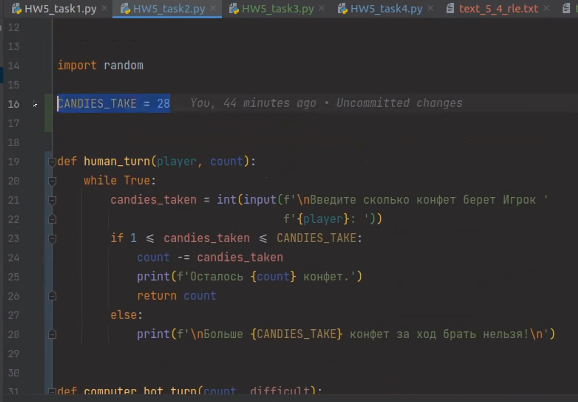 HW5_task1.py × HW5_task2.py × HW5_task3.py × HW5_task4.py × text_5_4_rle.txt ×
12
13
14 import random
15
16 CANDIES_TAKE = 28 You, 44 minutes ago • Uncommitted changes
17
18
19 def human_turn(player, count):
20 while True:
21 candies_taken = int(input(f'\nВведите сколько конфет берет Игрок '
22 f'{player}: '))
23 if 1 ⩽ candies_taken ⩽ CANDIES_TAKE:
24 count -= candies_taken
25 print(f'Осталось {count} конфет.')
26 return count
27 else:
28 print(f'\nБольше {CANDIES_TAKE} конфет за ход брать нельзя!\n')
29
30
31 def computer_bot_turn(count, difficult):